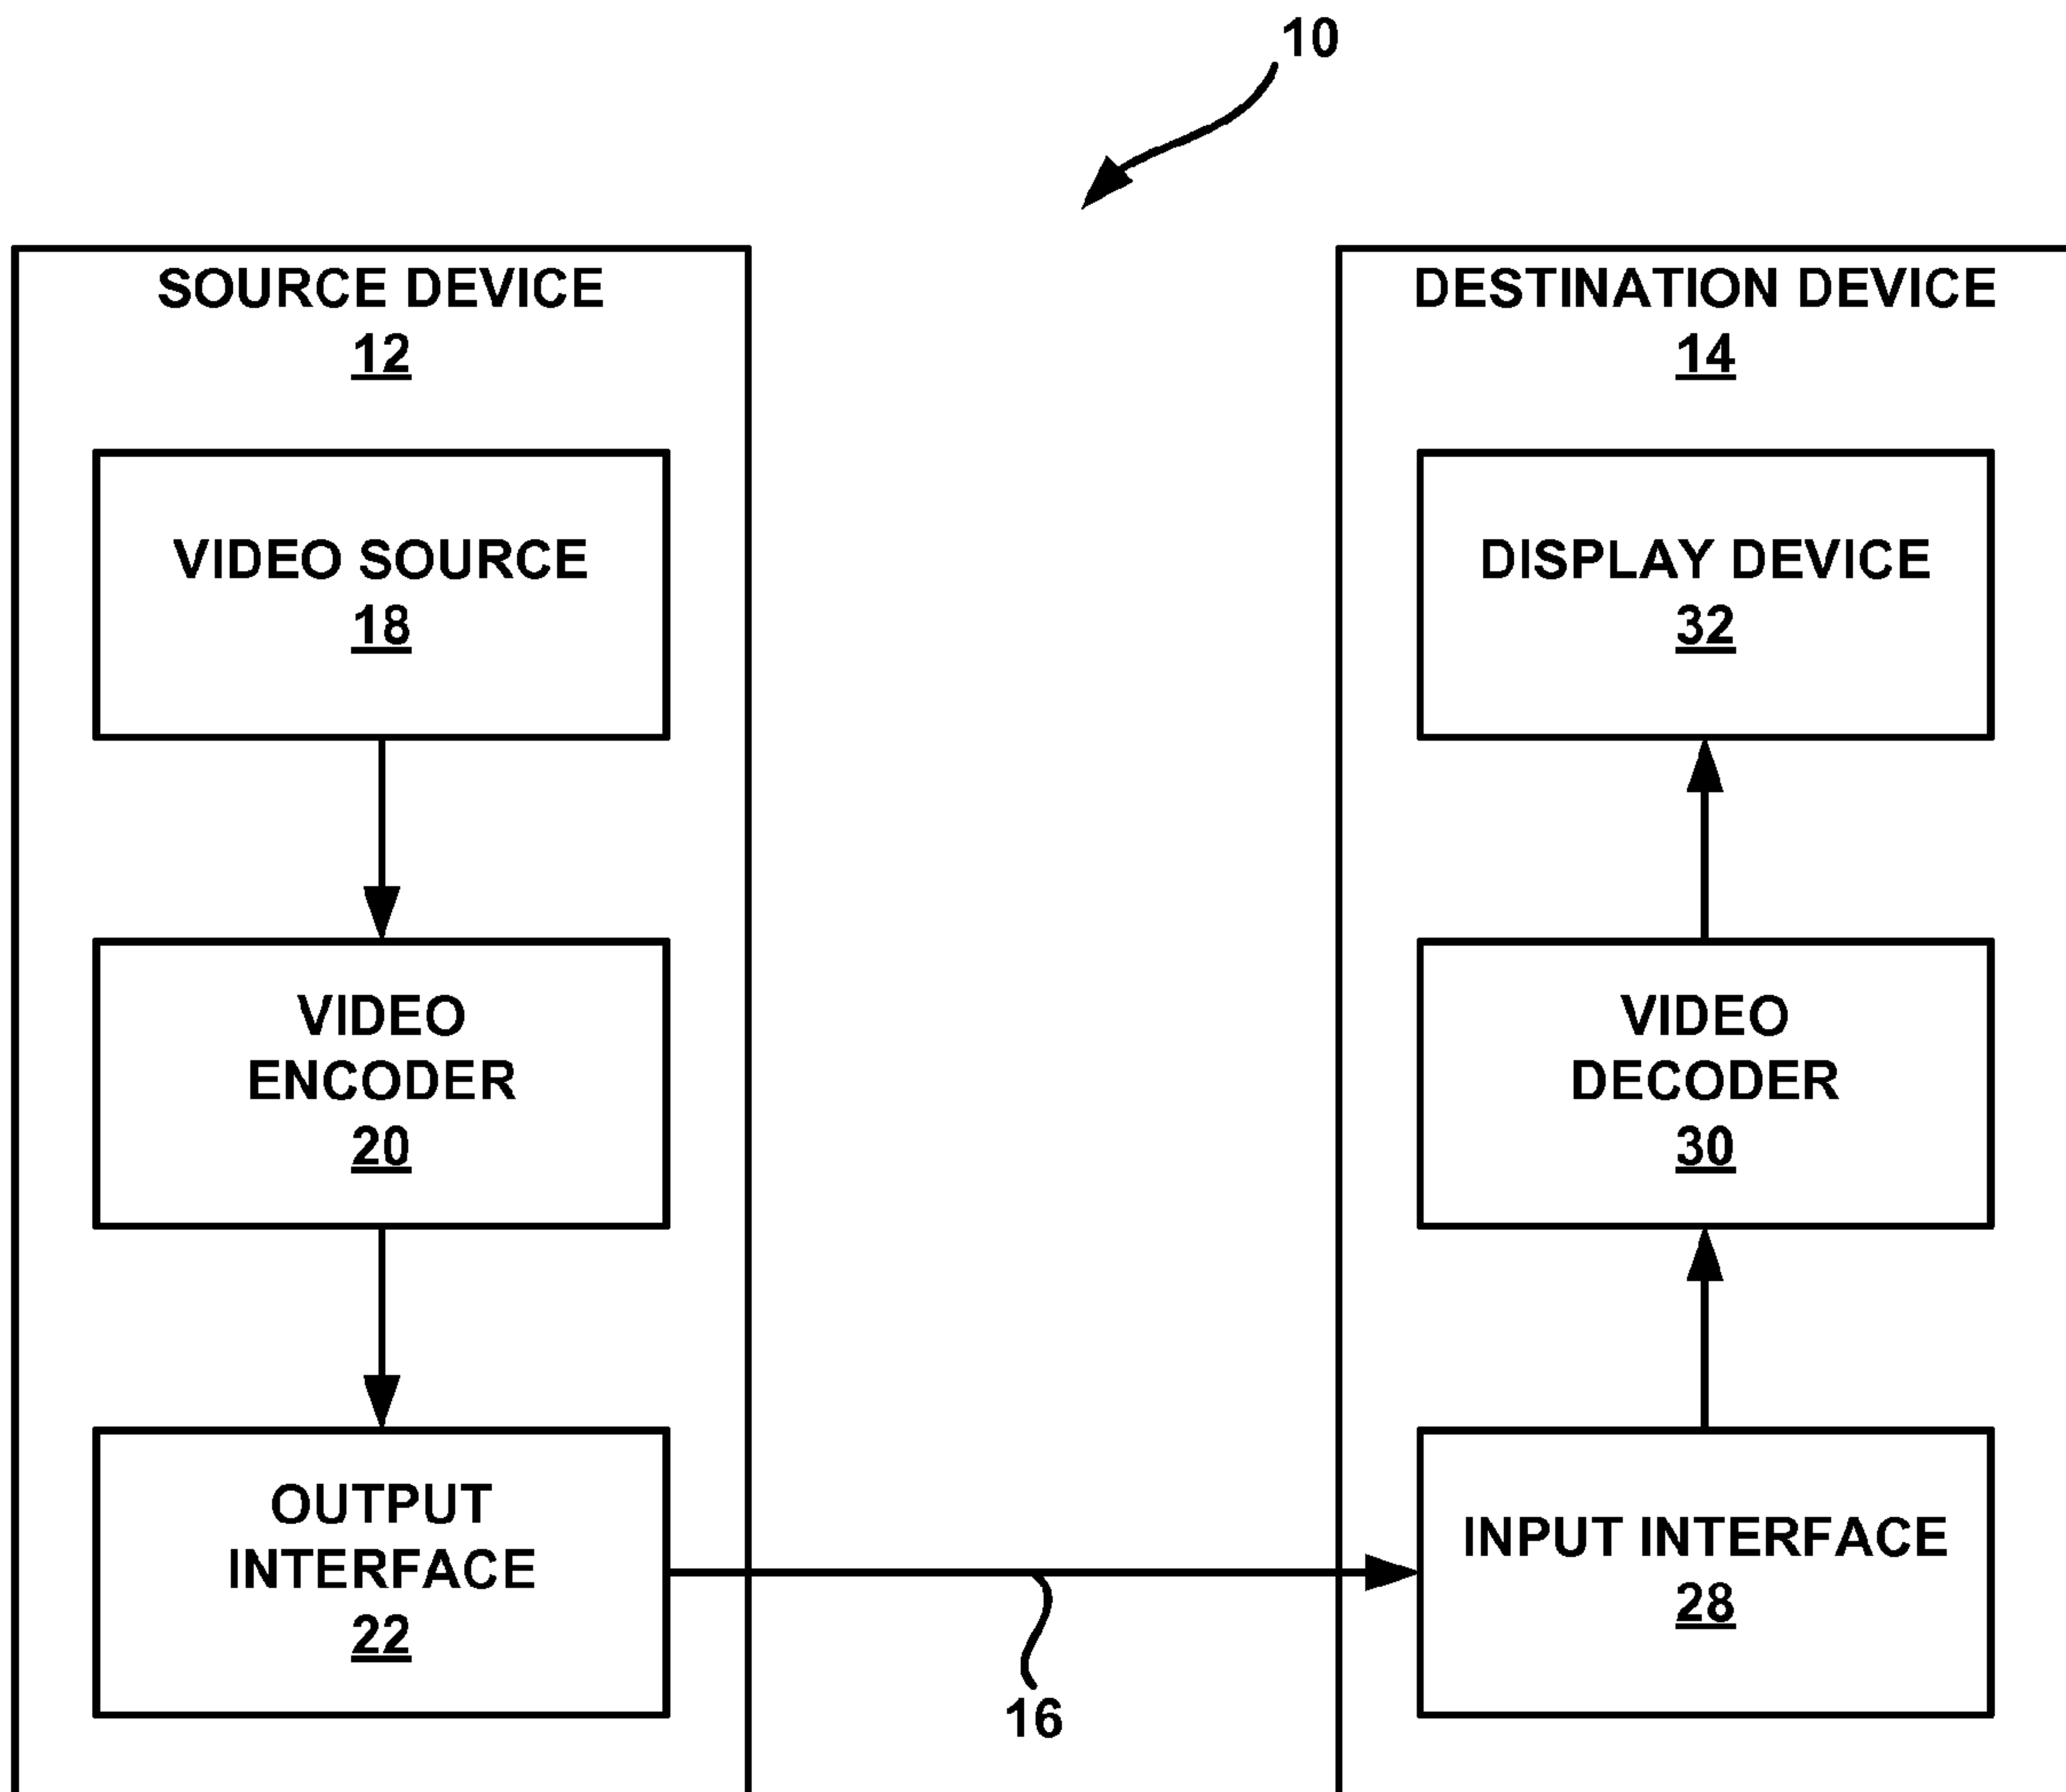 10
SOURCE DEVICE
12
VIDEO SOURCE
18
VIDEO
ENCODER
20
OUTPUT
INTERFACE
22
16
DESTINATION DEVICE
14
DISPLAY DEVICE
32
VIDEO
DECODER
30
INPUT INTERFACE
28